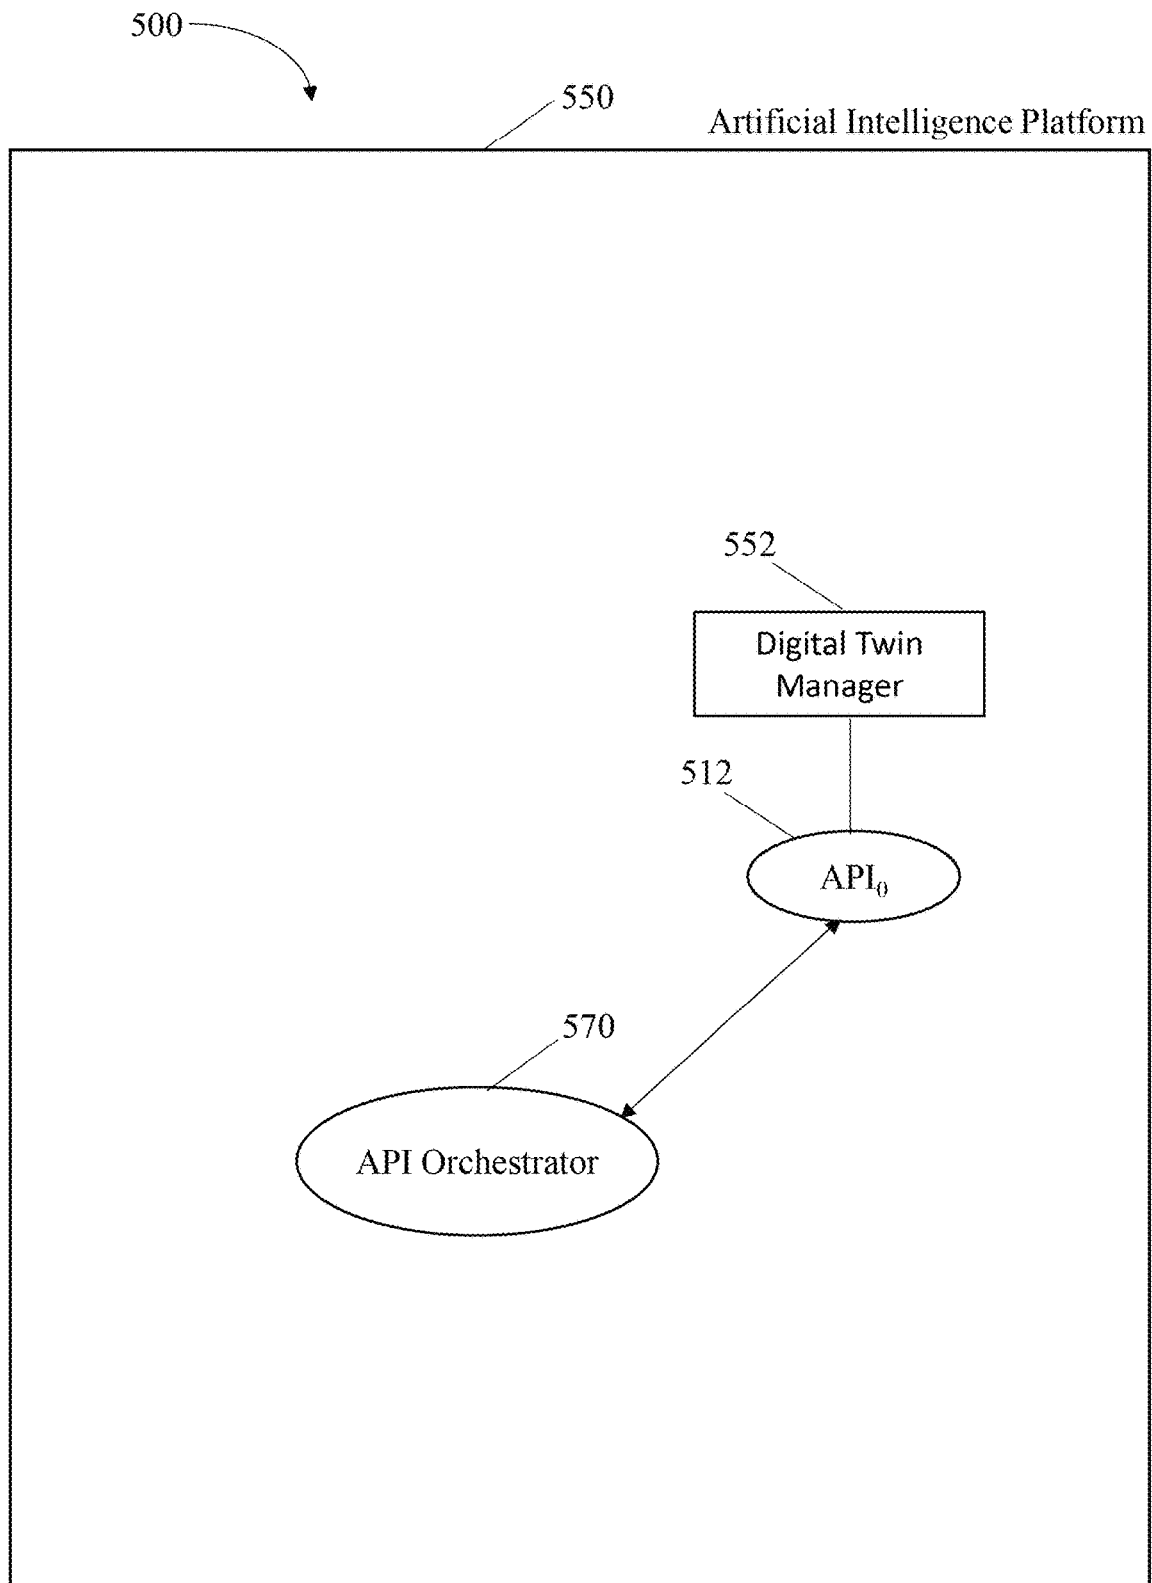 500
550
Artificial Intelligence Platform
552
Digital Twin
Manager
512
API₀
570
API Orchestrator